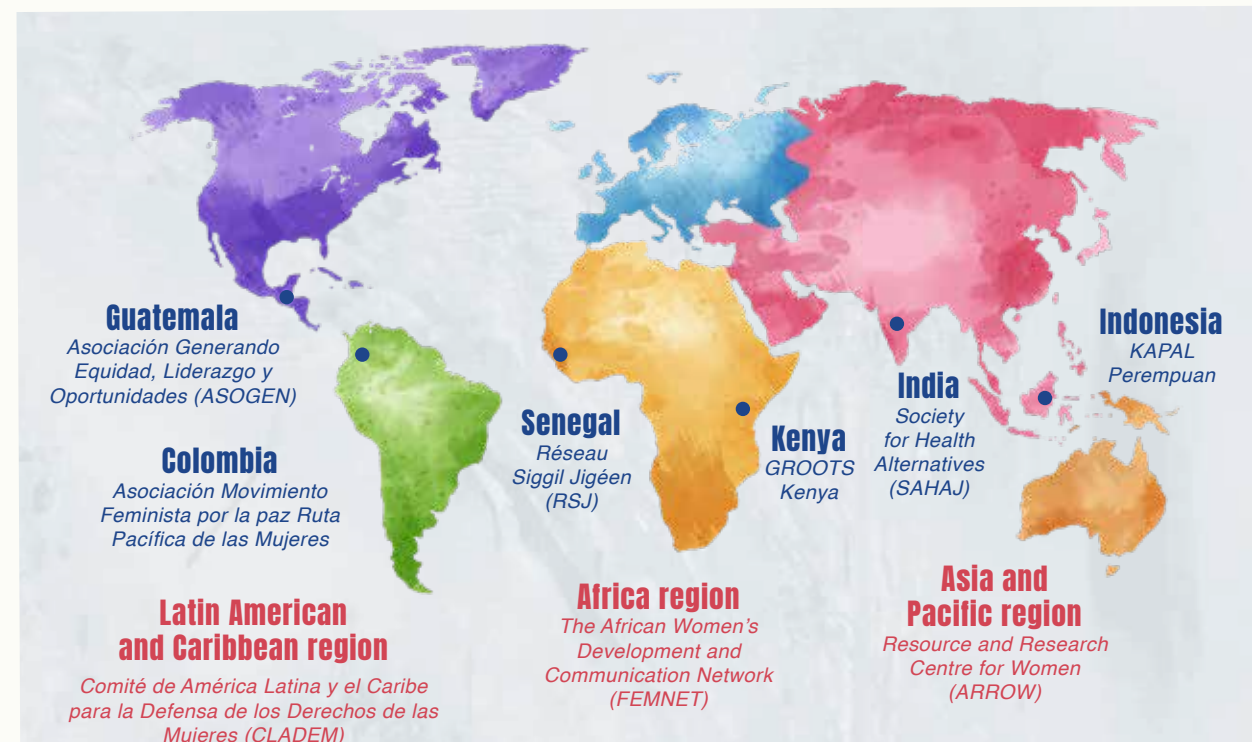 Guatemala
Asociación Generando
Equidad, Liderazgo y
Oportunidades (ASOGEN)
Colombia
Asociación Movimiento
Feminista por la paz Ruta
Pacífica de las Mujeres
Senegal
Réseau
Siggil Jigéen
(RSJ)
Kenya
GROOTS
Kenya
India
Society
for Health
Alternatives
(SAHAJ)
Indonesia
KAPAL
Perempuan
Latin American
and Caribbean region
Comité de América Latina y el Caribe
para la Defensa de los Derechos de las
Mujeres (CLADEM)
Africa region
The African Women's
Development and
Communication Network
(FEMNET)
Asia and
Pacific region
Resource and Research
Centre for Women
(ARROW)